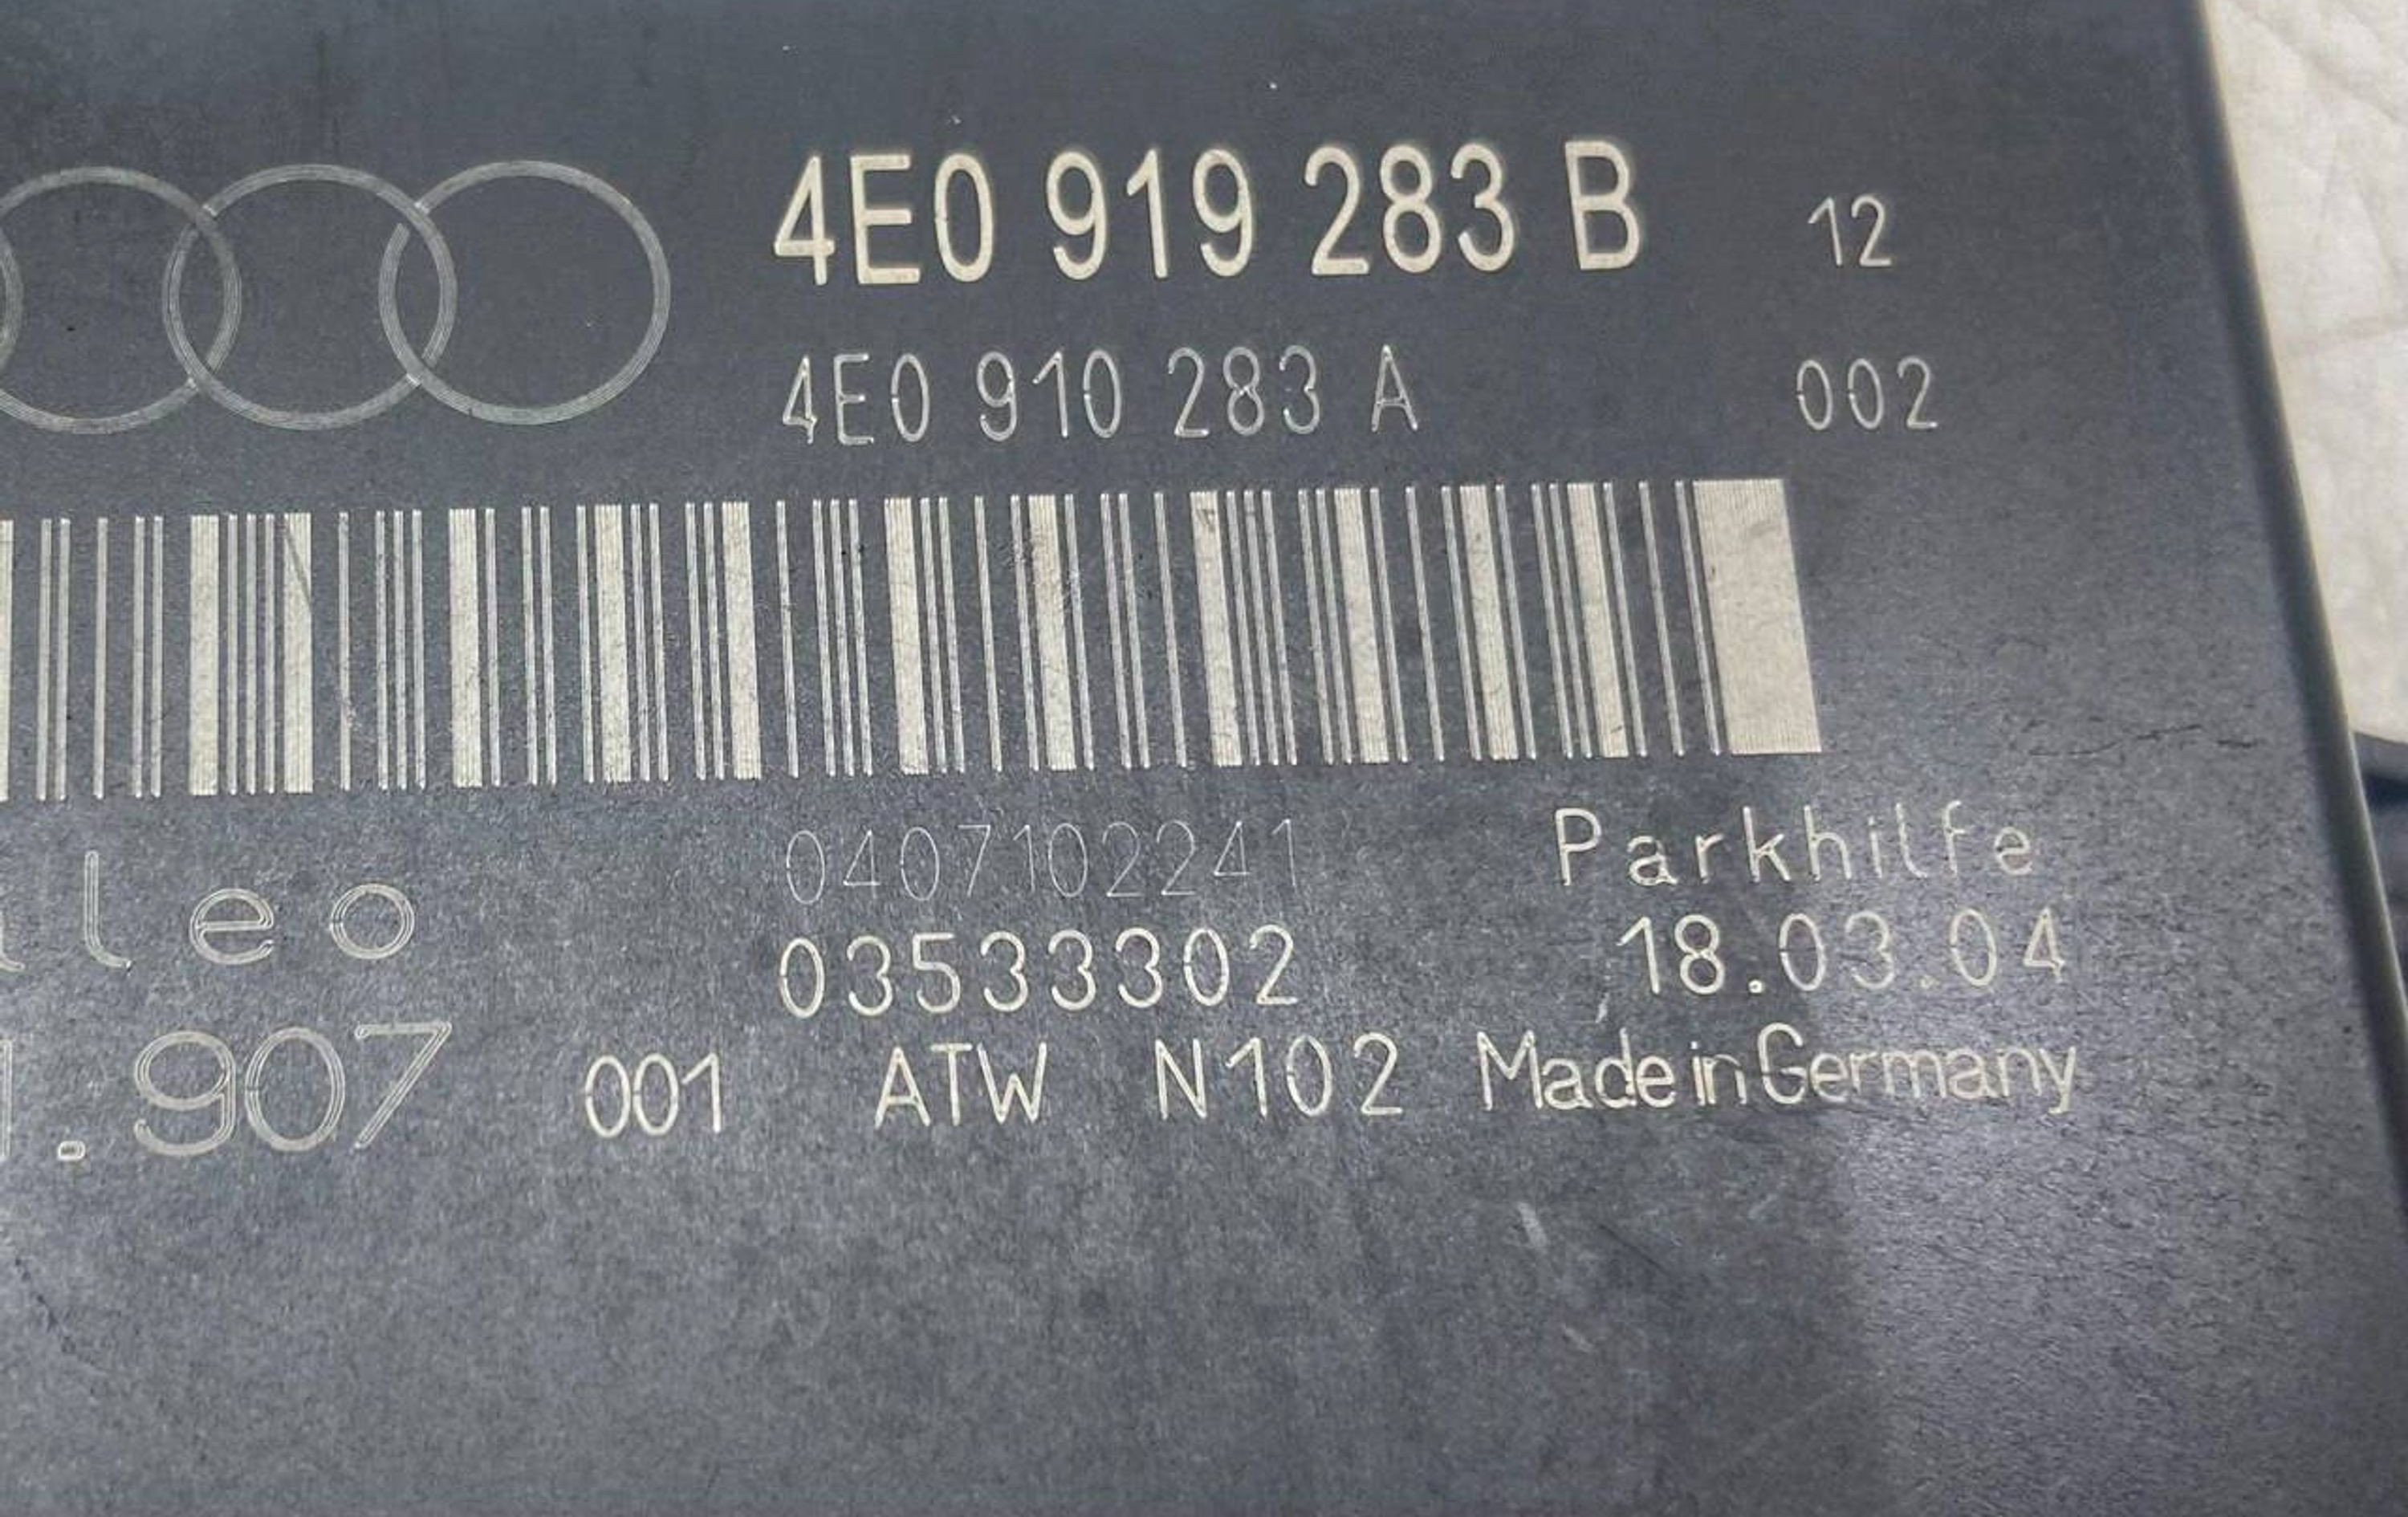 4E0 919 283 B 12
4E0 910 283 A 002
0407102241 Parkhilfe
leo 03533302 18.03.04
.907 001 ATW N102 Made in Germany